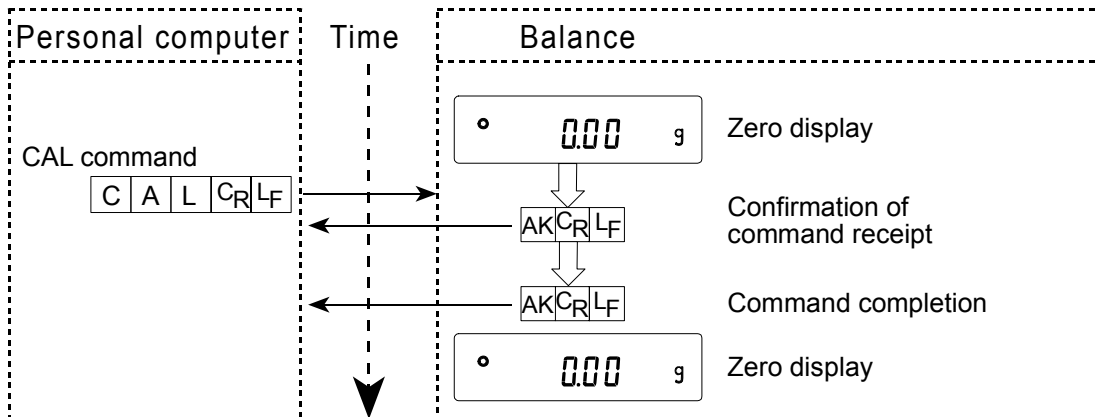 Personal computer Time Balance
0.00 g Zero display
CAL command
C A L CR LF
AK CR LF Confirmation of
command receipt
AK CR LF Command completion
0.00 g Zero display